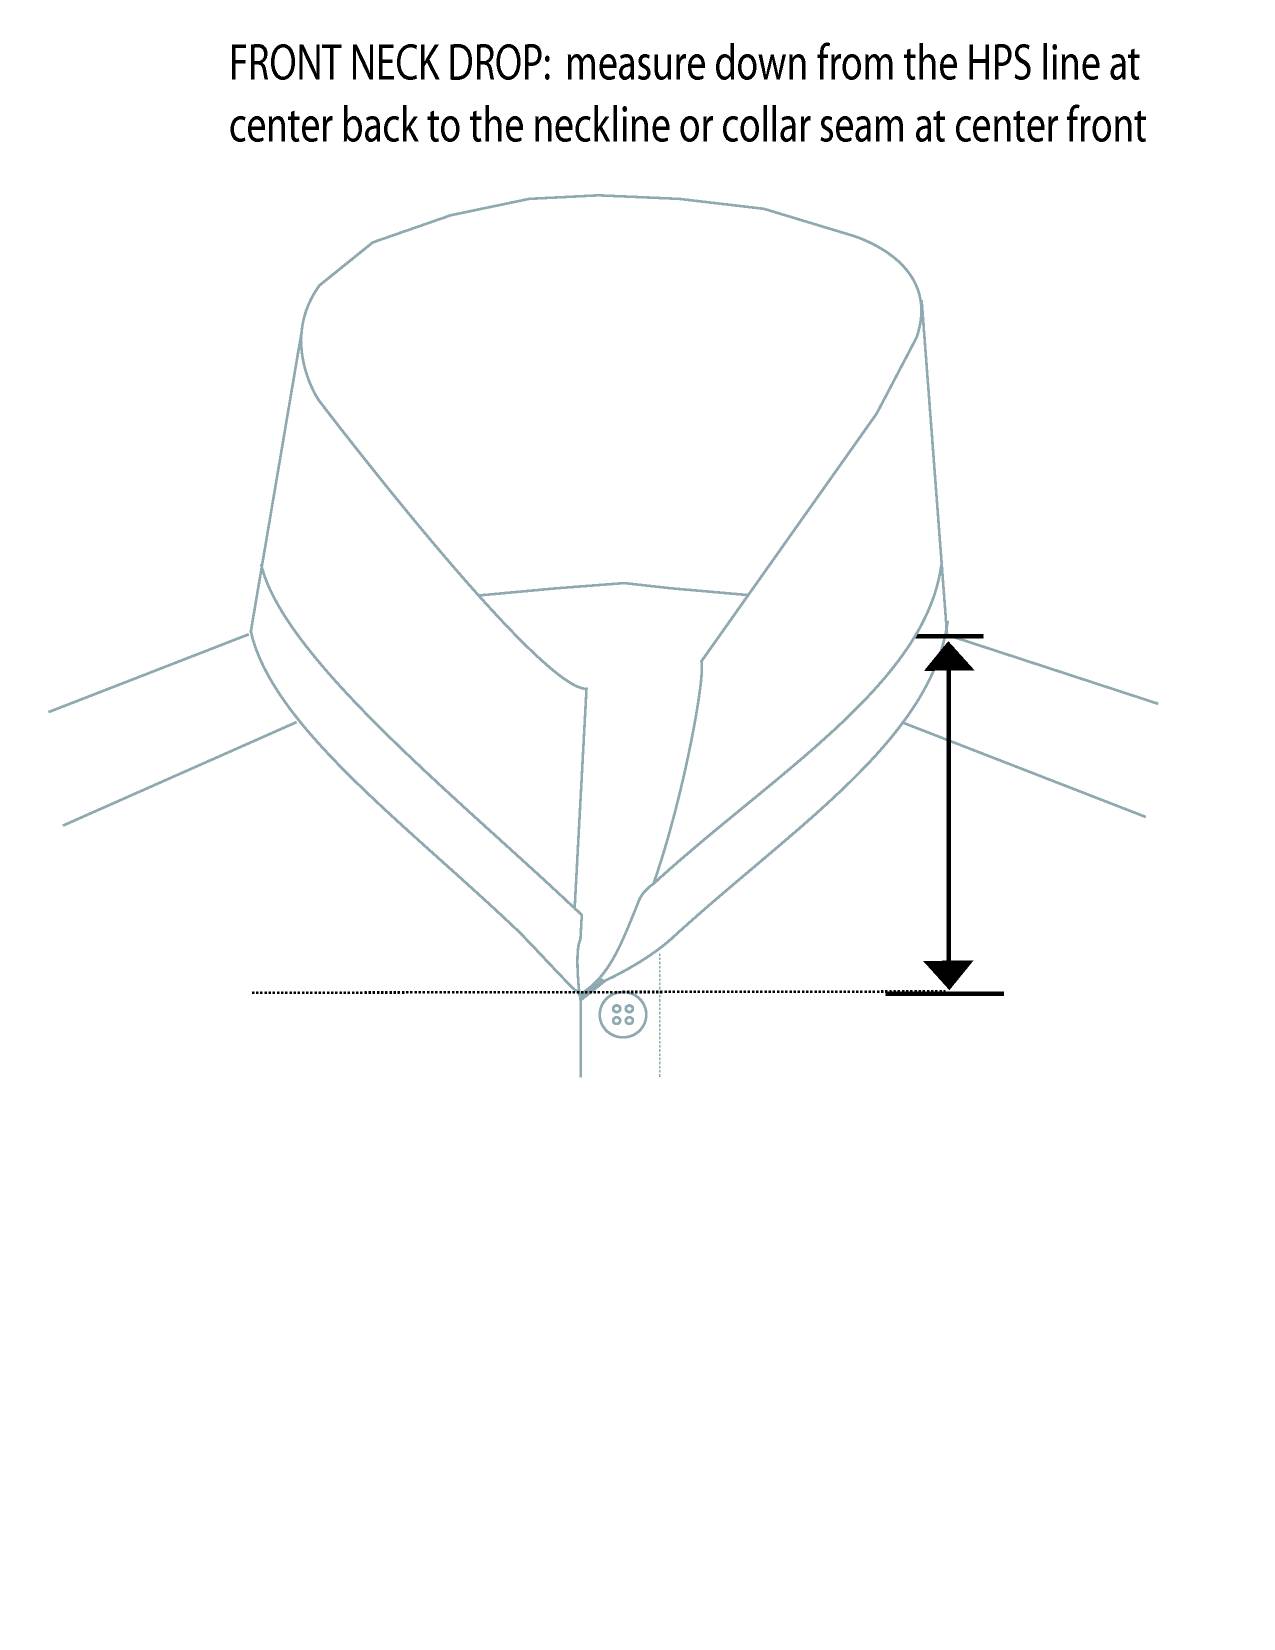 FRONT NECK DROP: measure down from the HPS line at
center back to the neckline or collar seam at center front